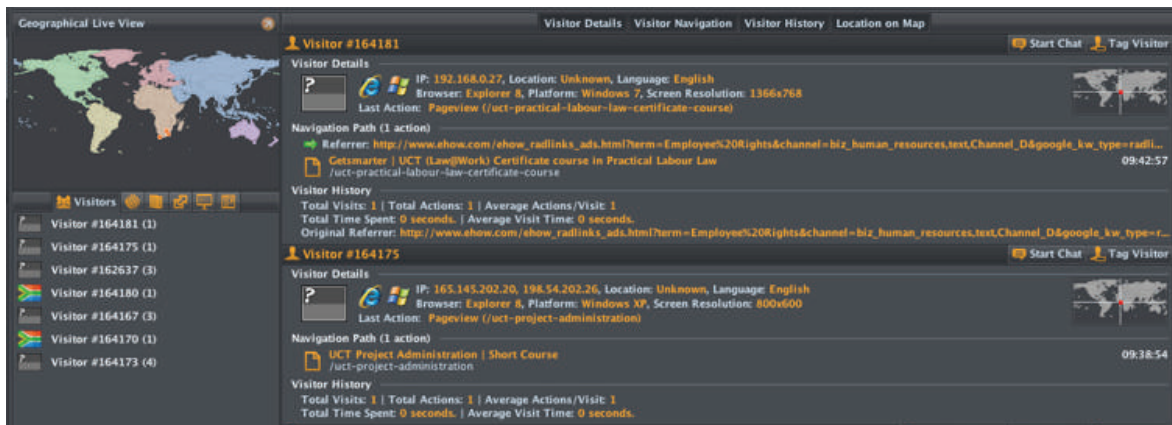 Geographical Live View
Visitors
Visitor #164181 (1)
Visitor #164175 (1)
Visitor #162637 (3)
Visitor #164180 (1)
Visitor #164167 (3)
Visitor #164170 (1)
Visitor #164173 (4)
Visitor Details Visitor Navigation Visitor History Location on Map
Visitor #164181 Start Chat Tag Visitor
Visitor Details
?
IP: 192.168.0.27, Location: Unknown, Language: English
Browser: Explorer 8, Platform: Windows 7, Screen Resolution: 1366x768
Last Action: Pageview (/uct-practical-labour-law-certificate-course)
Navigation Path (1 action)
Referrer: http://www.ehow.com/ehow_radlinks_ads.html?term=Employee%20Rights&channel=biz_human_resources,text,Channel_D&google_kw_type=radli...
Getsmarter | UCT (Law@Work) Certificate course in Practical Labour Law 09:42:57
/uct-practical-labour-law-certificate-course
Visitor History
Total Visits: 1 | Total Actions: 1 | Average Actions/Visit: 1
Total Time Spent: 0 seconds. | Average Visit Time: 0 seconds.
Original Referrer: http://www.ehow.com/ehow_radlinks_ads.html?term=Employee%20Rights&channel=biz_human_resources,text,Channel_D&google_kw_type=r...
Visitor #164175 Start Chat Tag Visitor
Visitor Details
?
IP: 165.145.202.20, 198.54.202.26, Location: Unknown, Language: English
Browser: Explorer 8, Platform: Windows XP, Screen Resolution: 800x600
Last Action: Pageview (/uct-project-administration)
Navigation Path (1 action)
UCT Project Administration | Short Course 09:38:54
/uct-project-administration
Visitor History
Total Visits: 1 | Total Actions: 1 | Average Actions/Visit: 1
Total Time Spent: 0 seconds. | Average Visit Time: 0 seconds.